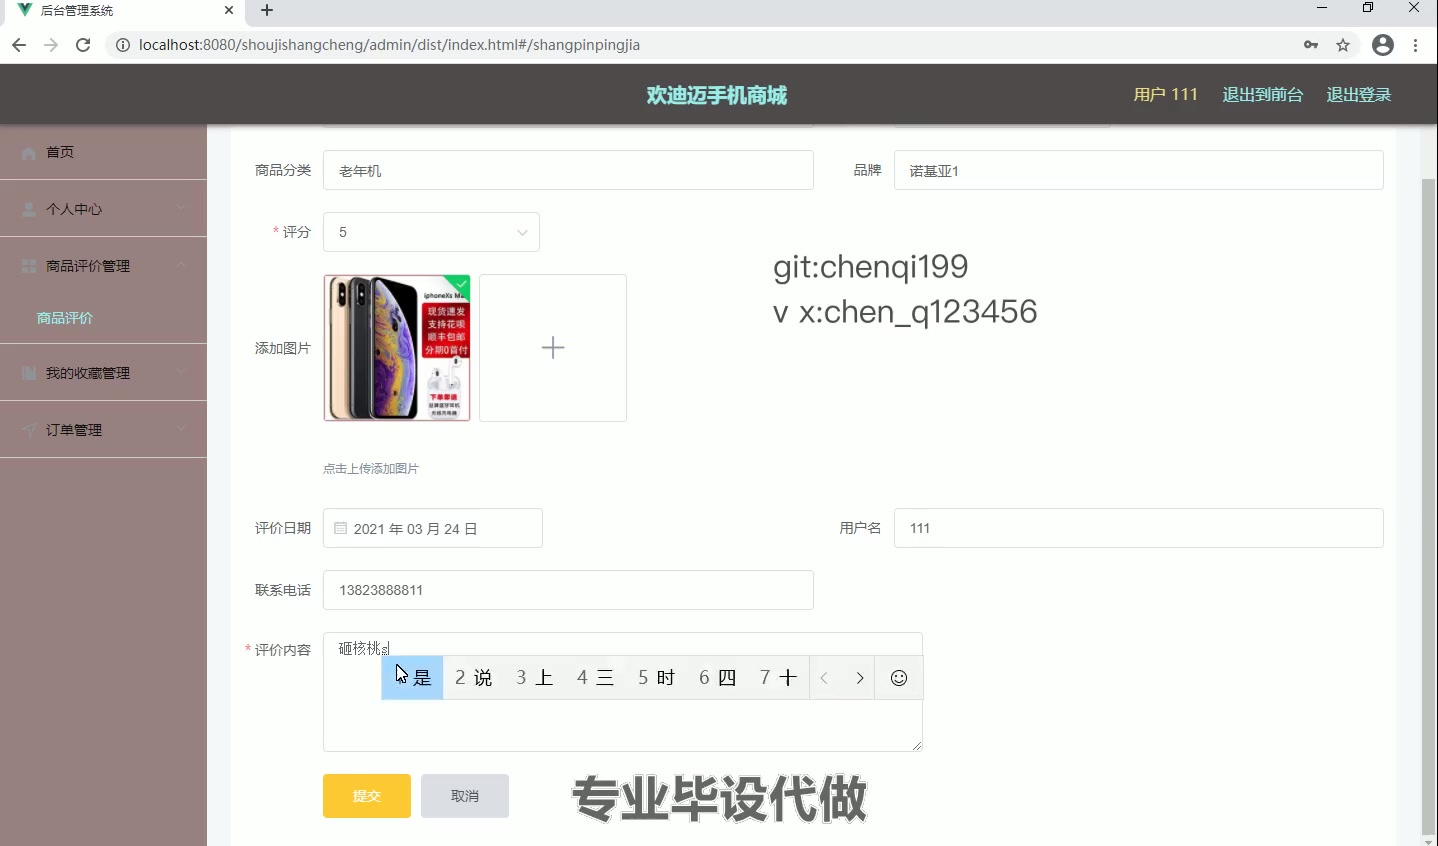 后台管理系统
localhost:8080/shoujishangcheng/admin/dist/index.html#/shangpinpingjia
欢迪迈手机商城
用户 111
退出到前台
退出登录
首页
个人中心
商品评价管理
商品评价
我的收藏管理
订单管理
商品分类
老年机
品牌
诺基亚1
* 评分
5
git:chenqi199
v x:chen_q123456
添加图片
iphoneXs Ma
现货速发
支持花呗
顺丰包邮
分期0首付
下单即送
点击上传添加图片
评价日期
2021 年 03 月 24 日
用户名
111
联系电话
13823888811
* 评价内容
砸核桃s
是 2 说 3 上 4 三 5 时 6 四 7 十
提交
取消
专业毕设代做